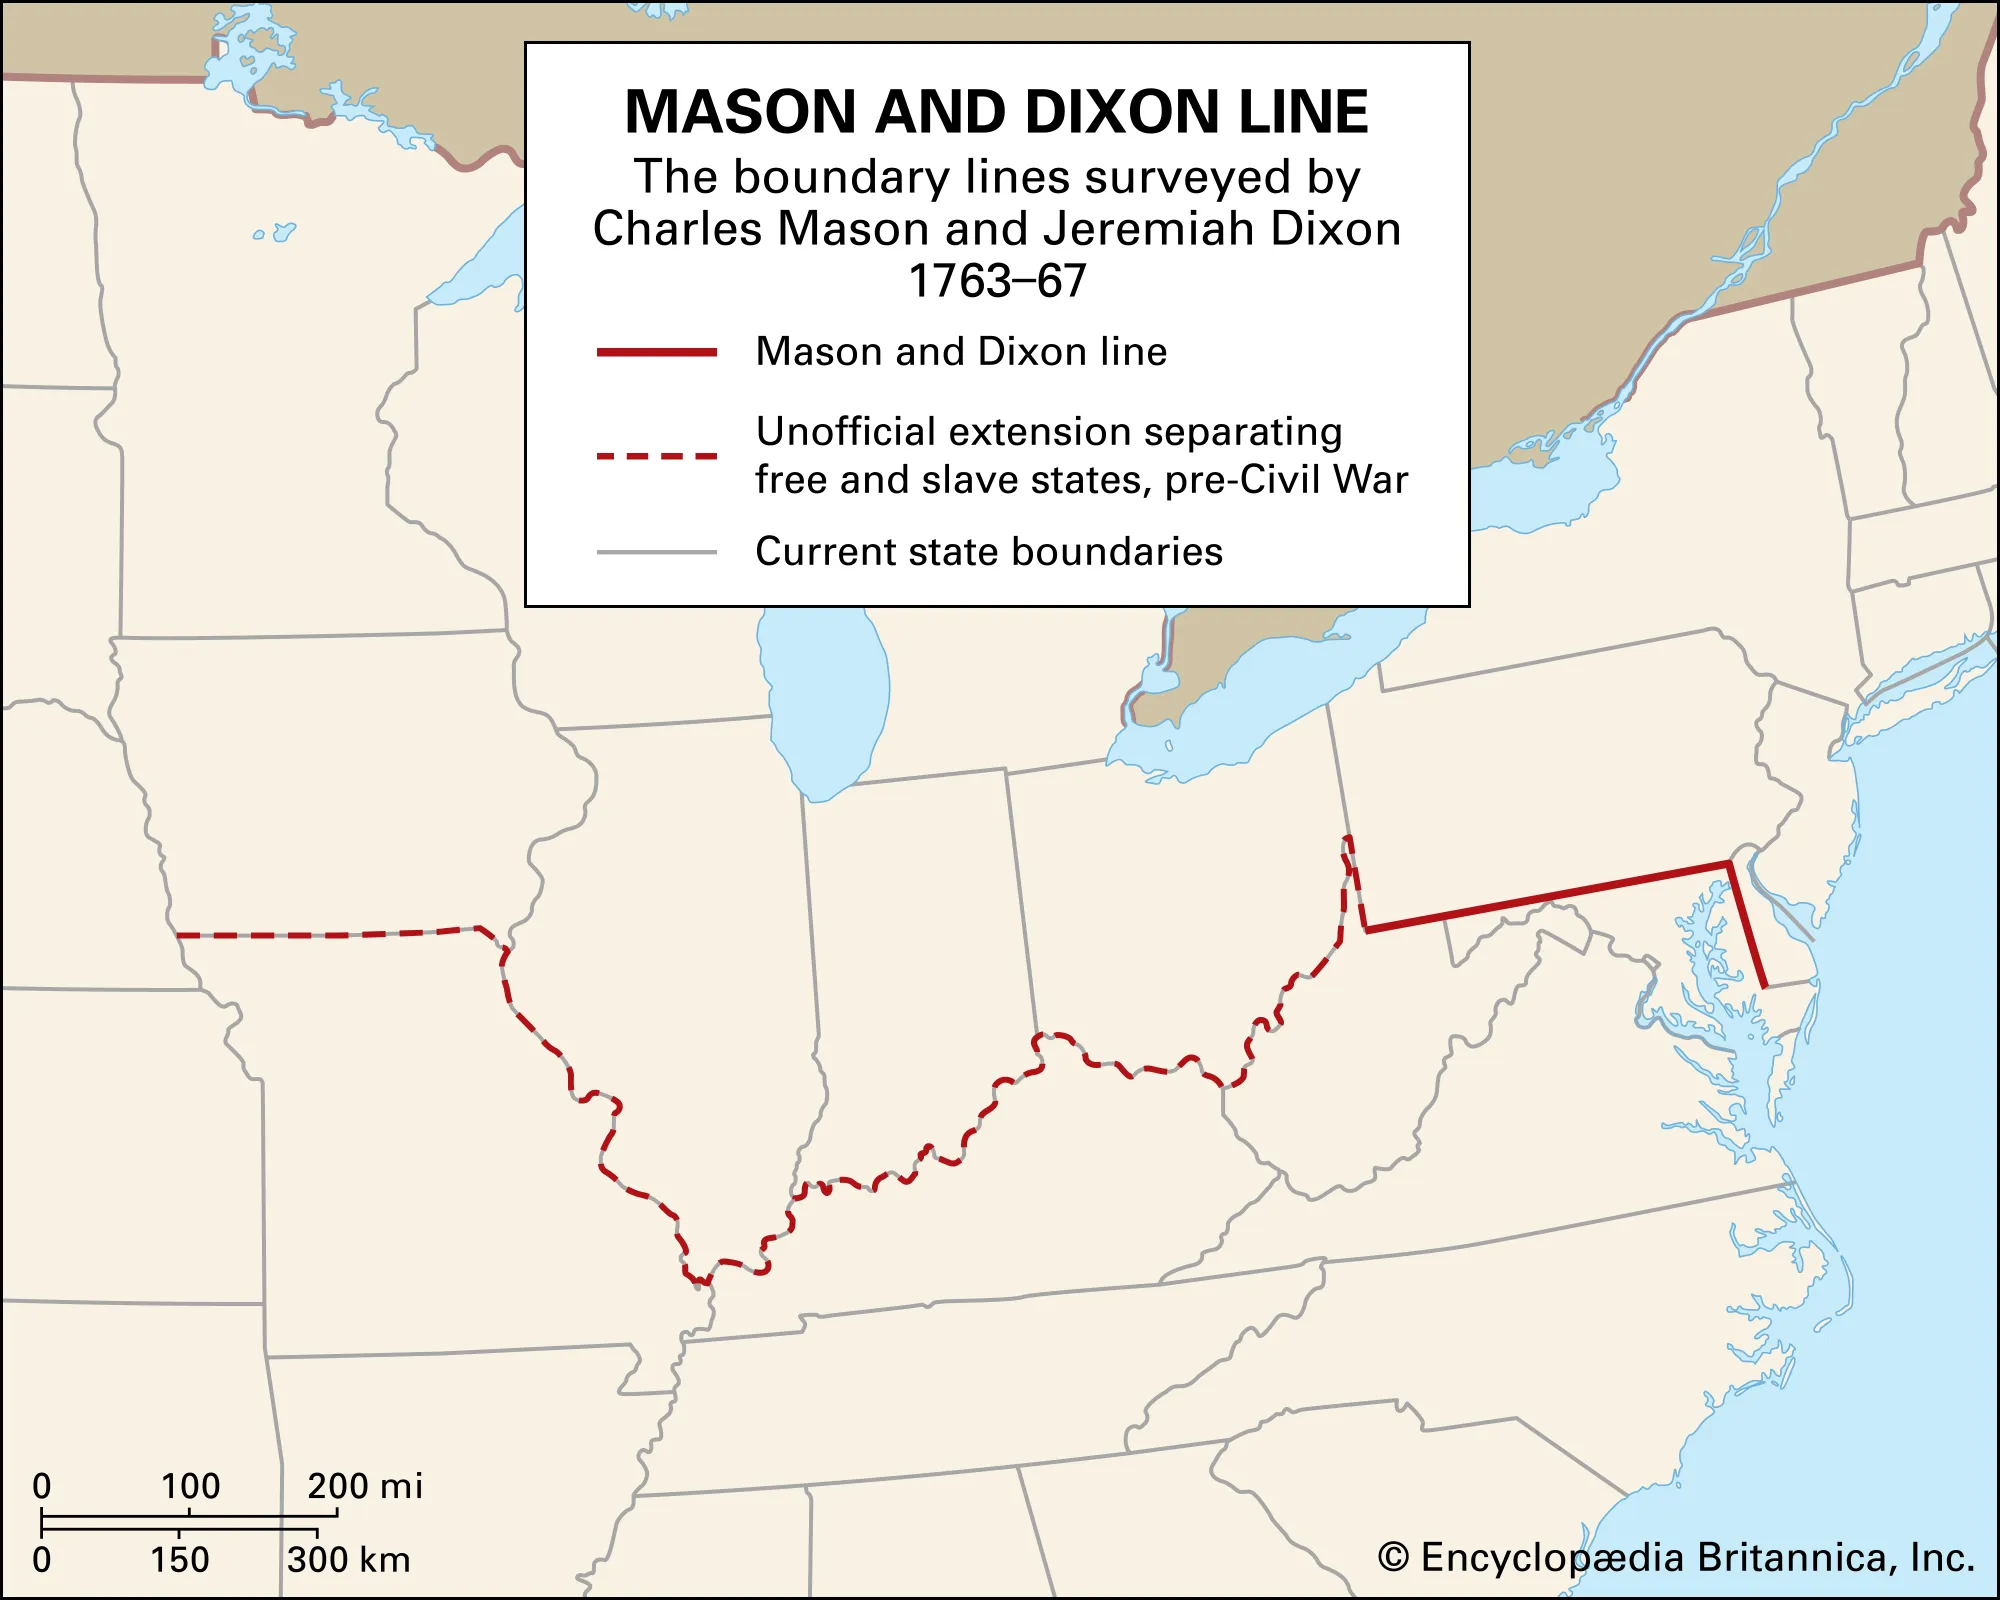 MASON AND DIXON LINE
The boundary lines surveyed by
Charles Mason and Jeremiah Dixon
1763–67
Mason and Dixon line
Unofficial extension separating
free and slave states, pre-Civil War
Current state boundaries
0 100 200 mi
0 150 300 km
© Encyclopædia Britannica, Inc.